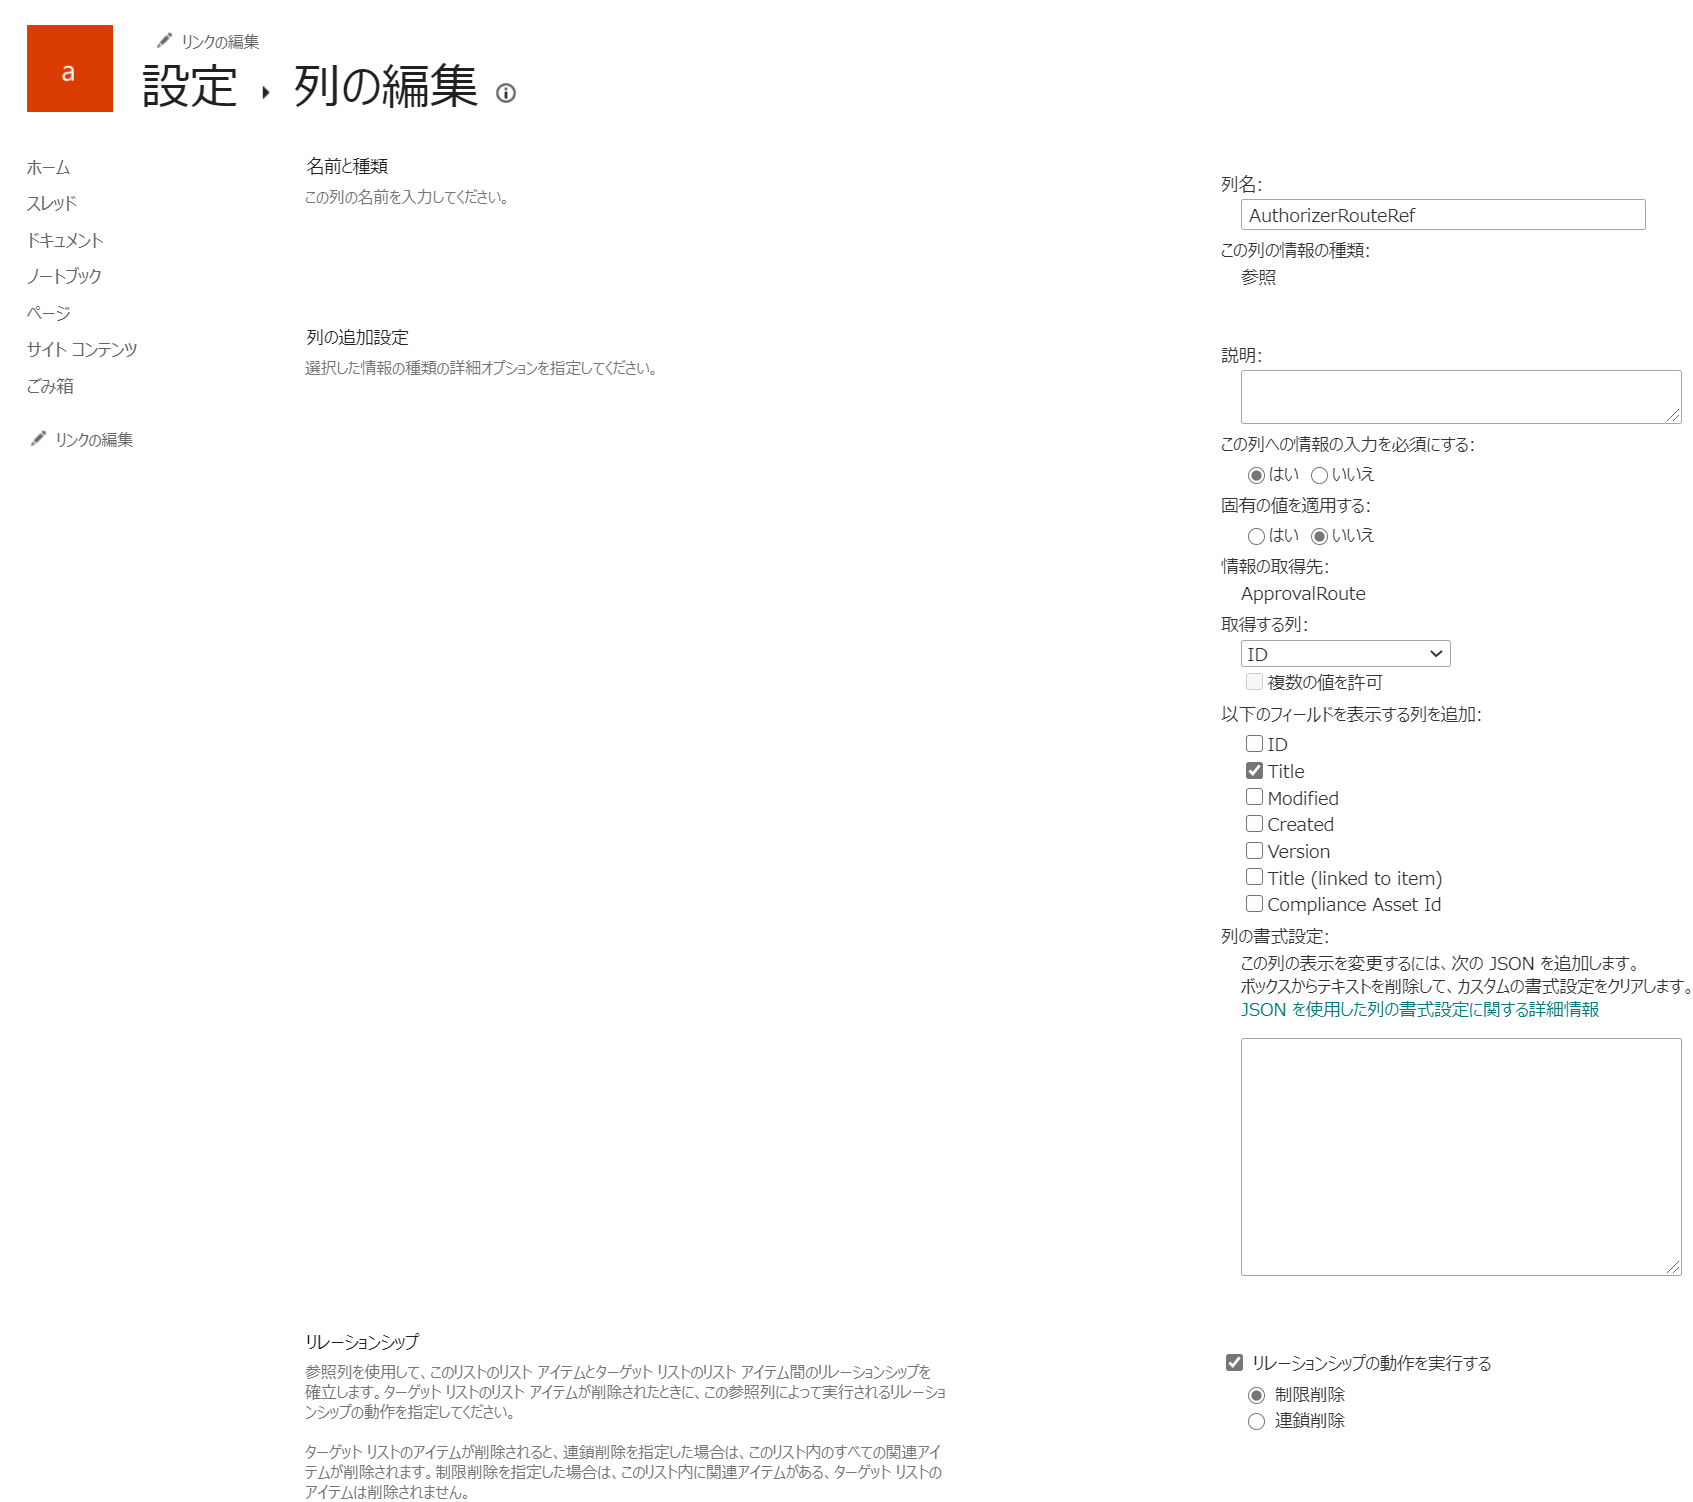 a
リンクの編集
設定 ▸ 列の編集
ホーム
スレッド
ドキュメント
ノートブック
ページ
サイト コンテンツ
ごみ箱
リンクの編集
名前と種類
この列の名前を入力してください。
列名:
AuthorizerRouteRef
この列の情報の種類:
参照
列の追加設定
選択した情報の種類の詳細オプションを指定してください。
説明:
この列への情報の入力を必須にする:
はい いいえ
固有の値を適用する:
はい いいえ
情報の取得先:
ApprovalRoute
取得する列:
ID
複数の値を許可
以下のフィールドを表示する列を追加:
ID
Title
Modified
Created
Version
Title (linked to item)
Compliance Asset Id
列の書式設定:
この列の表示を変更するには、次の JSON を追加します。
ボックスからテキストを削除して、カスタムの書式設定をクリアします。
JSON を使用した列の書式設定に関する詳細情報
リレーションシップ
参照列を使用して、このリストのリスト アイテムとターゲット リストのリスト アイテム間のリレーションシップを
確立します。ターゲット リストのリスト アイテムが削除されたときに、この参照列によって実行されるリレーショ
ンシップの動作を指定してください。
ターゲット リストのアイテムが削除されると、連鎖削除を指定した場合は、このリスト内のすべての関連アイ
テムが削除されます。制限削除を指定した場合は、このリスト内に関連アイテムがある、ターゲット リストの
アイテムは削除されません。
リレーションシップの動作を実行する
制限削除
連鎖削除